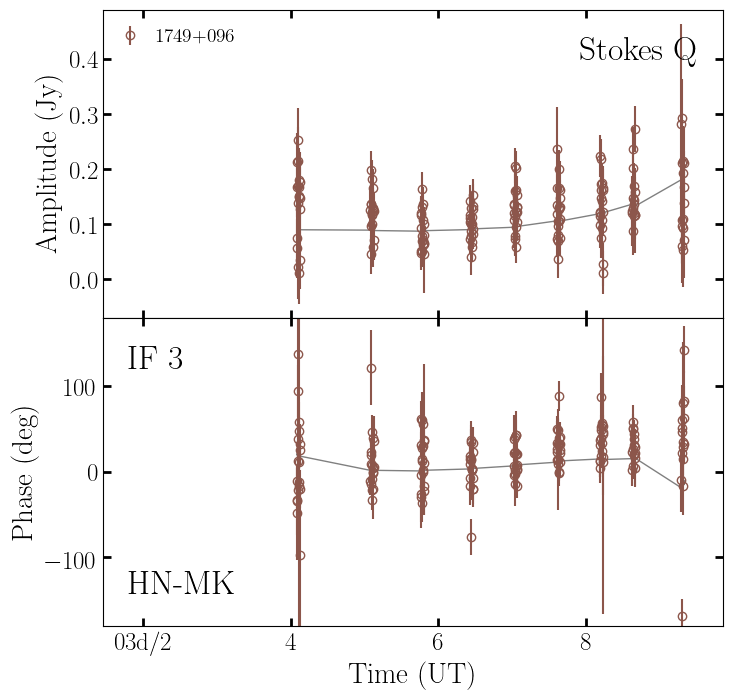 1749+096
Stokes Q
Amplitude (Jy)
0.4
0.3
0.2
0.1
0.0
IF 3
HN-MK
Phase (deg)
100
0
−100
03d/2
4
6
8
Time (UT)